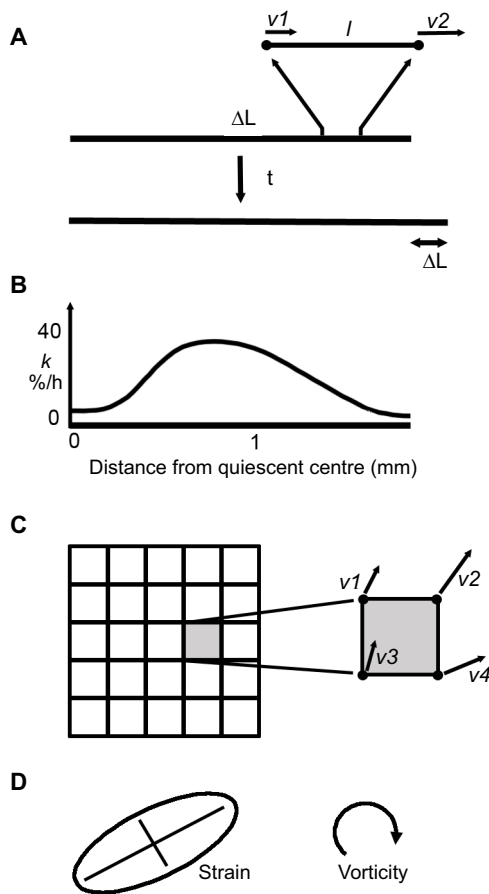 A
v1
v2
l
ΔL
t
ΔL
B
40
k
%/h
0
0
1
Distance from quiescent centre (mm)
C
v1
v2
v3
v4
D
Strain
Vorticity